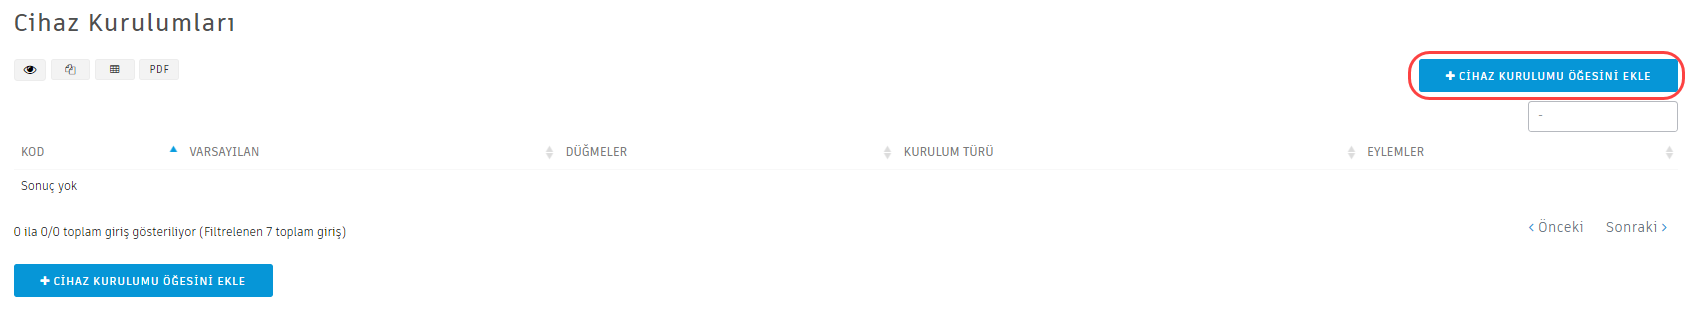 Cihaz Kurulumları
PDF
CİHAZ KURULUMU ÖĞESİNİ EKLE
-
KOD VARSAYILAN DÜĞMELER KURULUM TÜRÜ EYLEMLER
Sonuç yok
0 ila 0/0 toplam giriş gösteriliyor (Filtrelenen 7 toplam giriş)
Önceki Sonraki
CİHAZ KURULUMU ÖĞESİNİ EKLE